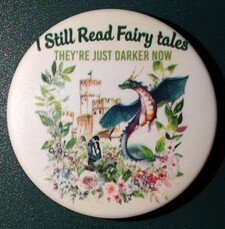 I Still Read Fairy tales
THEY'RE JUST DARKER NOW